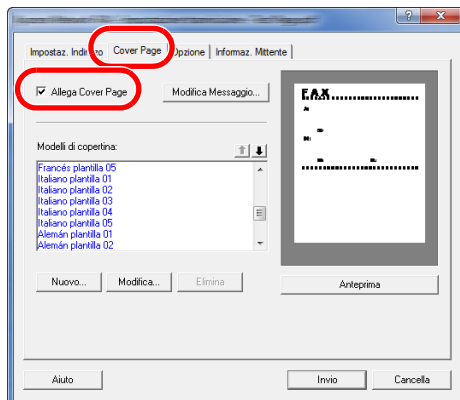 Impostaz. Indirizzo Cover Page Opzione Informaz. Mittente
Allega Cover Page
Modifica Messaggio...
FAX
Modelli di copertina:
Francés plantilla 05
Italiano plantilla 01
Italiano plantilla 02
Italiano plantilla 03
Italiano plantilla 04
Italiano plantilla 05
Alemán plantilla 01
Alemán plantilla 02
Nuovo... Modifica... Elimina
Anteprima
Aiuto Invio Cancella